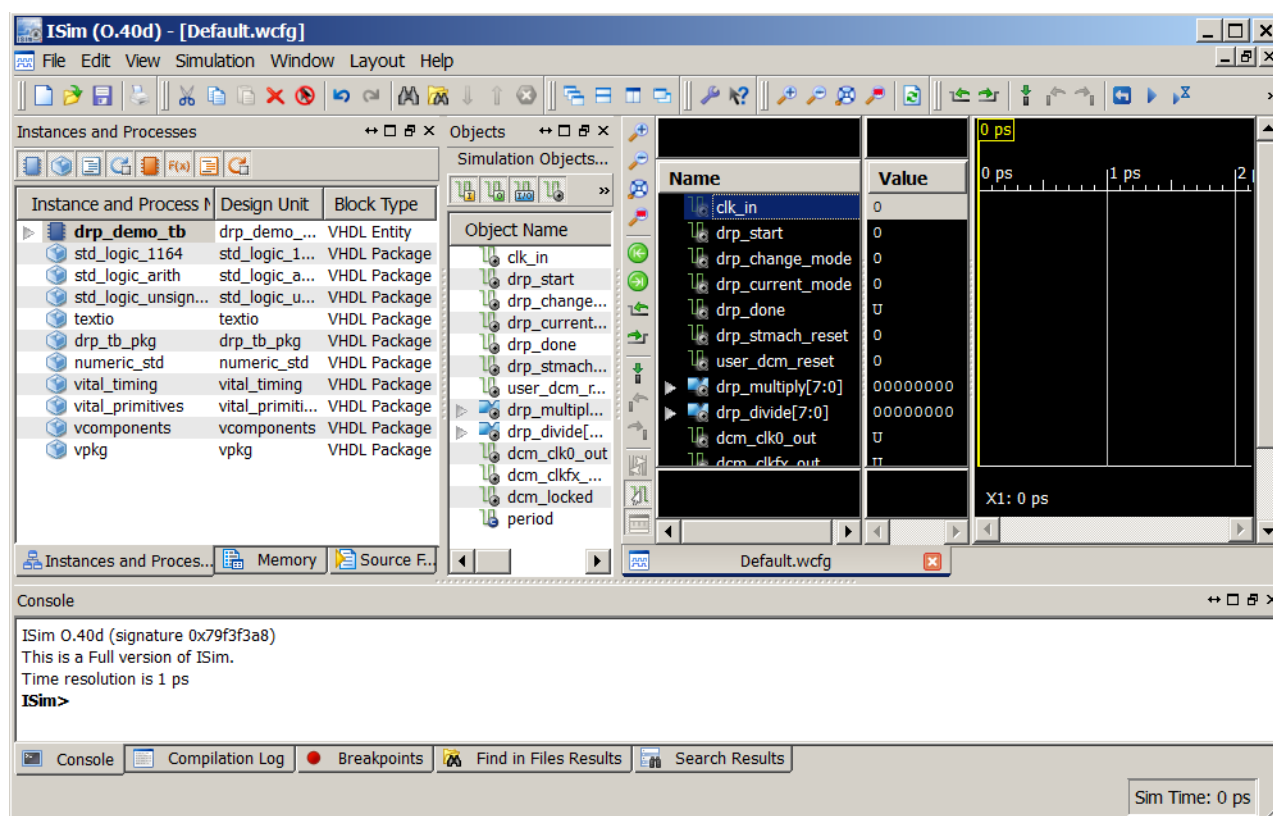 ISim (O.40d) - [Default.wcfg]
File Edit View Simulation Window Layout Help
Instances and Processes
Instance and Process N Design Unit Block Type
drp_demo_tb drp_demo_... VHDL Entity
std_logic_1164 std_logic_1... VHDL Package
std_logic_arith std_logic_a... VHDL Package
std_logic_unsign... std_logic_u... VHDL Package
textio textio VHDL Package
drp_tb_pkg drp_tb_pkg VHDL Package
numeric_std numeric_std VHDL Package
vital_timing vital_timing VHDL Package
vital_primitives vital_primiti... VHDL Package
vcomponents vcomponents VHDL Package
vpkg vpkg VHDL Package
Instances and Proces... Memory Source F...
Objects
Simulation Objects...
Object Name
clk_in
drp_start
drp_change...
drp_current...
drp_done
drp_stmach...
user_dcm_r...
drp_multipl...
drp_divide[...
dcm_clk0_out
dcm_clkfx_...
dcm_locked
period
Name Value
clk_in 0
drp_start 0
drp_change_mode 0
drp_current_mode 0
drp_done U
drp_stmach_reset 0
user_dcm_reset 0
drp_multiply[7:0] 00000000
drp_divide[7:0] 00000000
dcm_clk0_out U
dcm_clkfx_out U
0 ps
0 ps 1 ps 2
X1: 0 ps
Default.wcfg
Console
ISim O.40d (signature 0x79f3f3a8)
This is a Full version of ISim.
Time resolution is 1 ps
ISim>
Console Compilation Log Breakpoints Find in Files Results Search Results
Sim Time: 0 ps